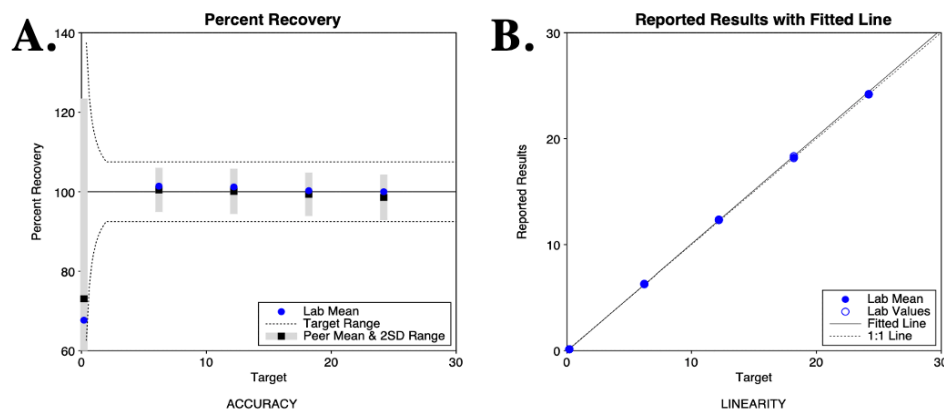 A.
Percent Recovery
140
120
100
80
60
Percent Recovery
Lab Mean
Target Range
Peer Mean & 2SD Range
0 10 20 30
Target
ACCURACY
B.
Reported Results with Fitted Line
30
20
10
0
Reported Results
Lab Mean
Lab Values
Fitted Line
1:1 Line
0 10 20 30
Target
LINEARITY